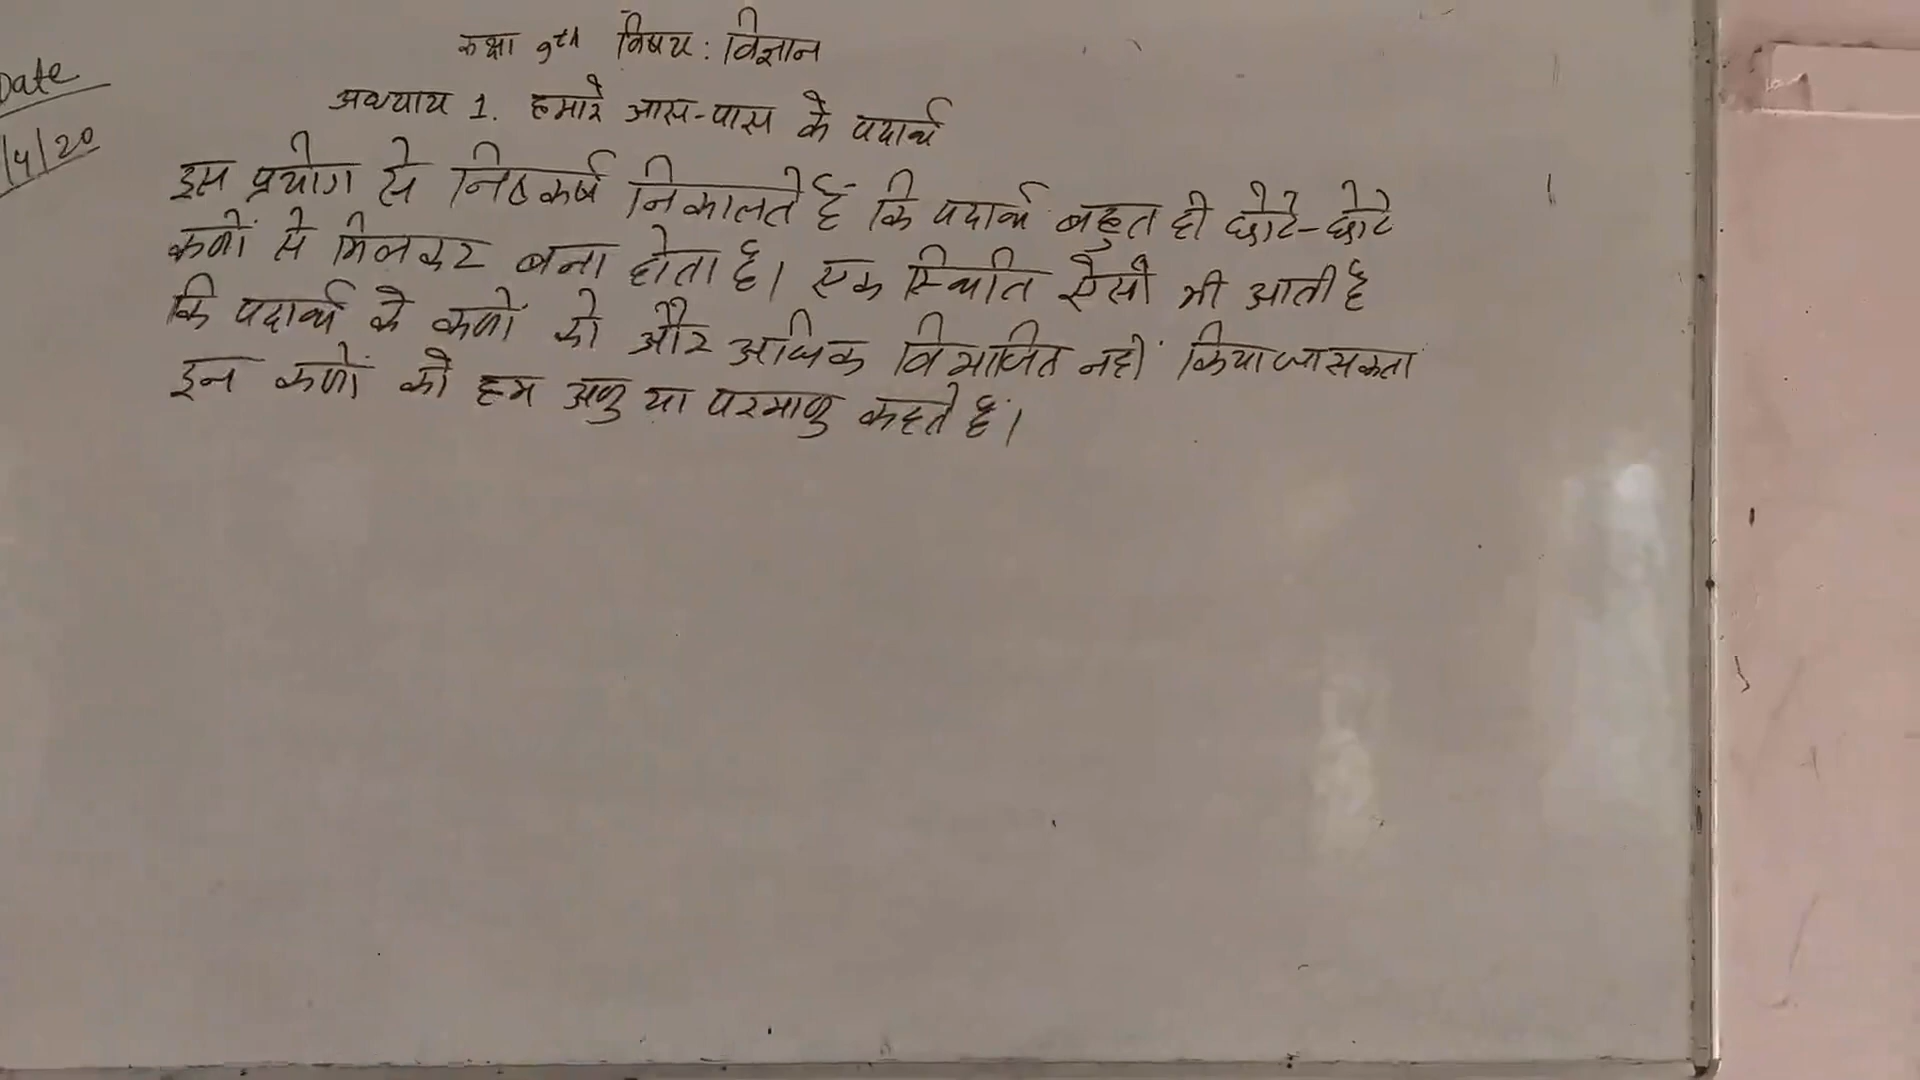 कक्षा 9th विषय : विज्ञान
Date
अध्याय 1. हमारे आस-पास के पदार्थ
/4/20
इस प्रयोग से निष्कर्ष निकालते हैं कि पदार्थ बहुत ही छोटे-छोटे
कणों से मिलकर बना होता है। एक स्थिति ऐसी भी आती है
कि पदार्थ के कणों को और अधिक विभाजित नहीं किया जा सकता
इन कणों को हम अणु या परमाणु कहते हैं।